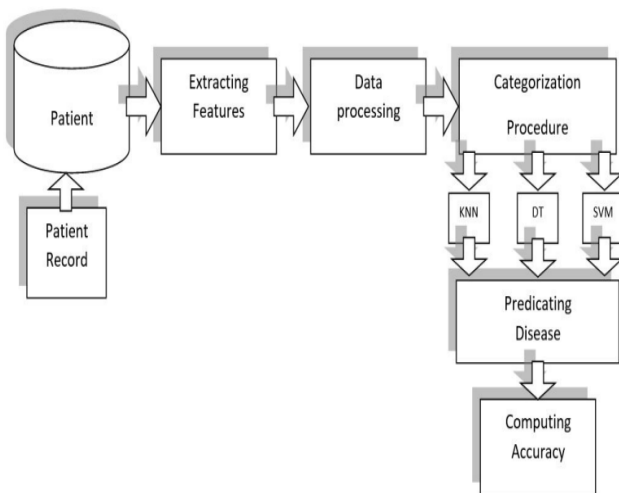 Patient
Extracting
Features
Data
processing
Categorization
Procedure
Patient
Record
KNN
DT
SVM
Predicating
Disease
Computing
Accuracy